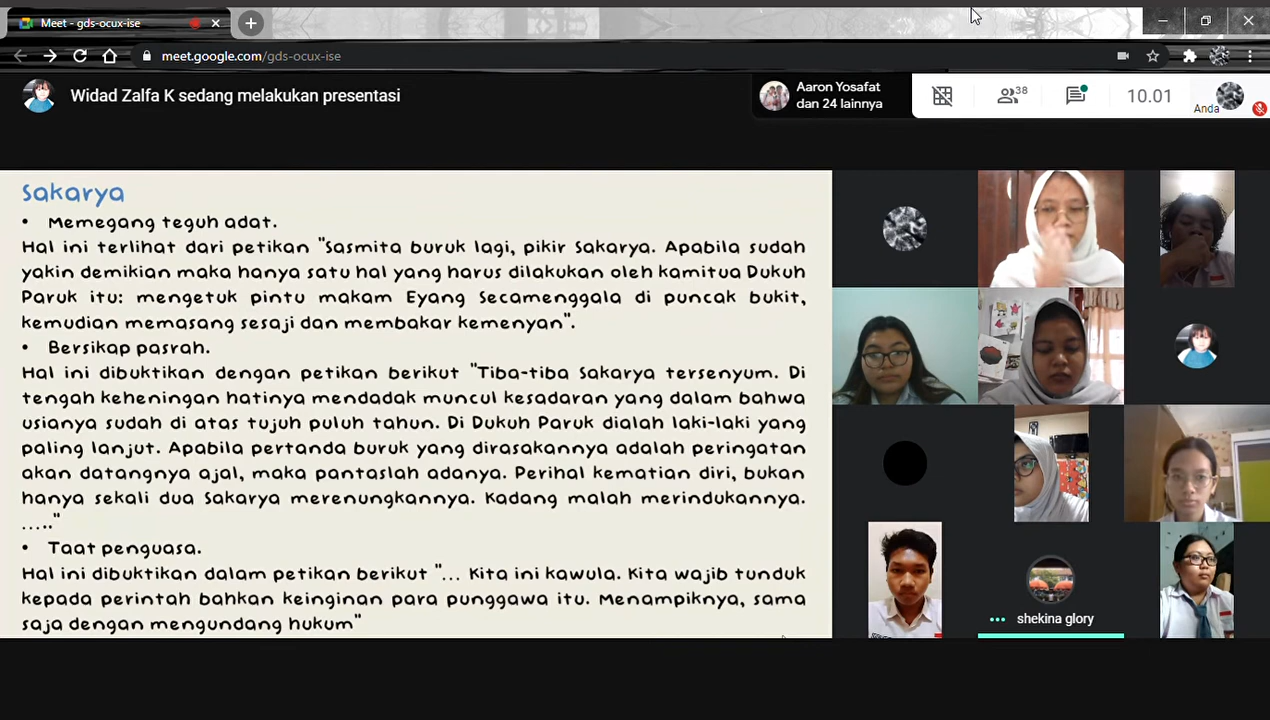 Meet - gds-ocux-ise
meet.google.com/gds-ocux-ise
Widad Zalfa K sedang melakukan presentasi
Aaron Yosafat
dan 24 lainnya
38
10.01
Anda
Sakarya
• Memegang teguh adat.
Hal ini terlihat dari petikan "Sasmita buruk lagi, pikir Sakarya. Apabila sudah
yakin demikian maka hanya satu hal yang harus dilakukan oleh kamitua Dukuh
Paruk itu: mengetuk pintu makam Eyang Secamenggala di puncak bukit,
kemudian memasang sesaji dan membakar kemenyan".
• Bersikap pasrah.
Hal ini dibuktikan dengan petikan berikut "Tiba-tiba Sakarya tersenyum. Di
tengah keheningan hatinya mendadak muncul kesadaran yang dalam bahwa
usianya sudah di atas tujuh puluh tahun. Di Dukuh Paruk dialah laki-laki yang
paling lanjut. Apabila pertanda buruk yang dirasakannya adalah peringatan
akan datangnya ajal, maka pantaslah adanya. Perihal kematian diri, bukan
hanya sekali dua Sakarya merenungkannya. Kadang malah merindukannya.
....."
• Taat penguasa.
Hal ini dibuktikan dalam petikan berikut "... Kita ini kawula. Kita wajib tunduk
kepada perintah bahkan keinginan para punggawa itu. Menampiknya, sama
saja dengan mengundang hukum"
shekina glory